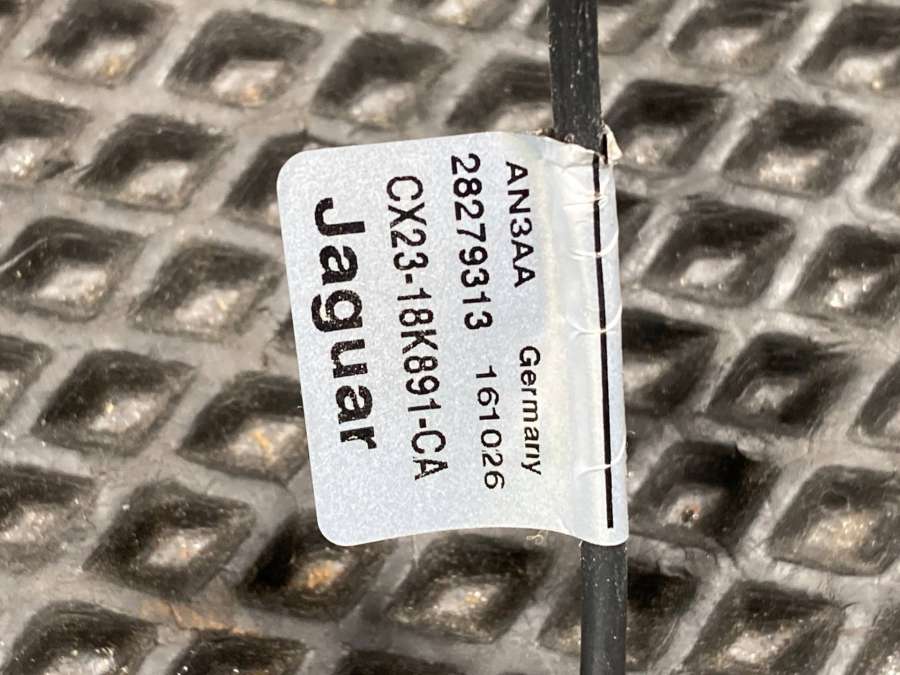 AN3AA Germany
28279313 161026
CX23-18K891-CA
Jaguar